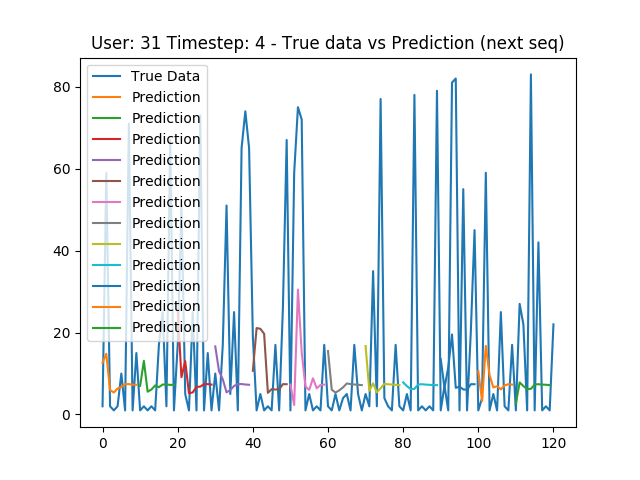 User: 31 Timestep: 4 - True data vs Prediction (next seq)
True Data
Prediction
Prediction
Prediction
Prediction
Prediction
Prediction
Prediction
Prediction
Prediction
Prediction
Prediction
Prediction
80
60
40
20
0
0 20 40 60 80 100 120